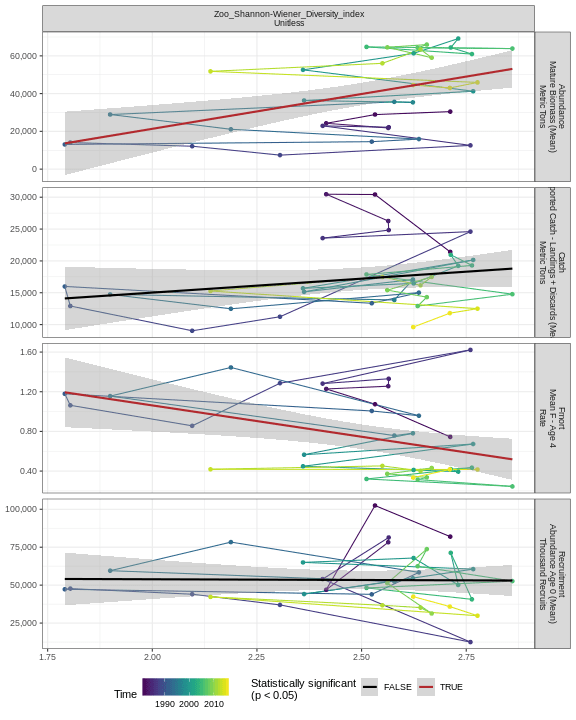 Zoo_Shannon-Wiener_Diversity_index
Unitless
60,000
40,000
20,000
0
Abundance
Mature Biomass (Mean)
Metric Tons
30,000
25,000
20,000
15,000
10,000
Catch
ported Catch - Landings + Discards (Me
Metric Tons
1.60
1.20
0.80
0.40
Fmort
Mean F - Age 4
Rate
100,000
75,000
50,000
25,000
Recruitment
Abundance Age 0 (Mean)
Thousand Recruits
1.75 2.00 2.25 2.50 2.75
Time
1990 2000 2010
Statistically significant
(p < 0.05)
FALSE TRUE